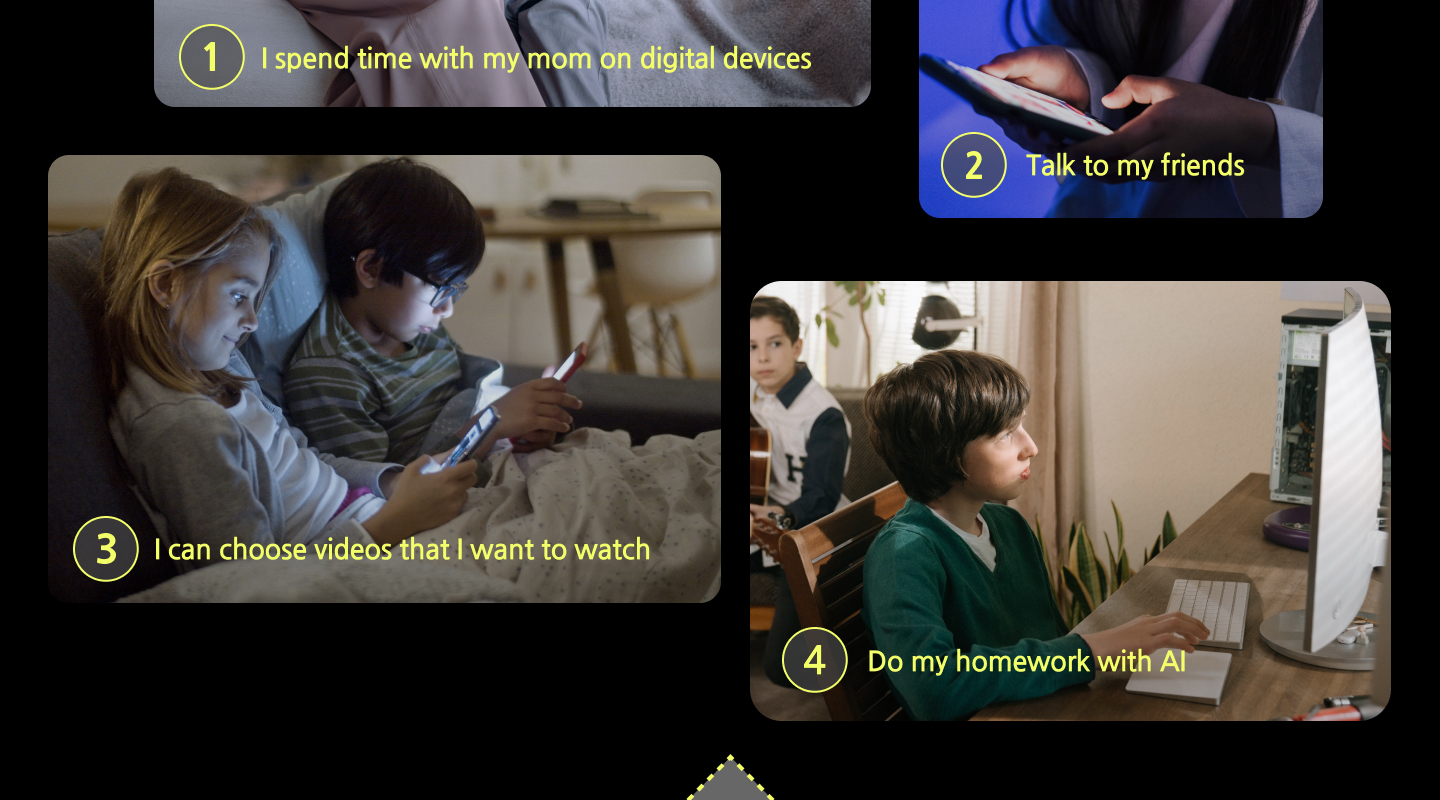 1 I spend time with my mom on digital devices
2 Talk to my friends
3 I can choose videos that I want to watch
H
4 Do my homework with AI